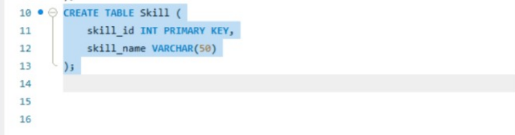 10 CREATE TABLE Skill (
11 skill_id INT PRIMARY KEY,
12 skill_name VARCHAR(50)
13 );
14
15
16